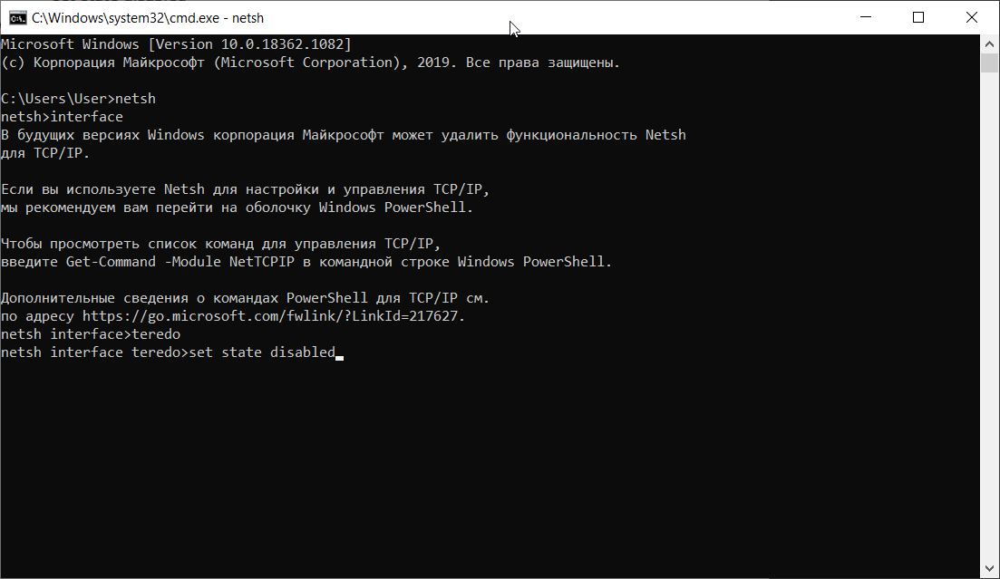 C:\Windows\system32\cmd.exe - netsh
Microsoft Windows [Version 10.0.18362.1082]
(c) Корпорация Майкрософт (Microsoft Corporation), 2019. Все права защищены.
C:\Users\User>netsh
netsh>interface
В будущих версиях Windows корпорация Майкрософт может удалить функциональность Netsh
для TCP/IP.
Если вы используете Netsh для настройки и управления TCP/IP,
мы рекомендуем вам перейти на оболочку Windows PowerShell.
Чтобы просмотреть список команд для управления TCP/IP,
введите Get-Command -Module NetTCPIP в командной строке Windows PowerShell.
Дополнительные сведения о командах PowerShell для TCP/IP см.
по адресу https://go.microsoft.com/fwlink/?LinkId=217627.
netsh interface>teredo
netsh interface teredo>set state disabled